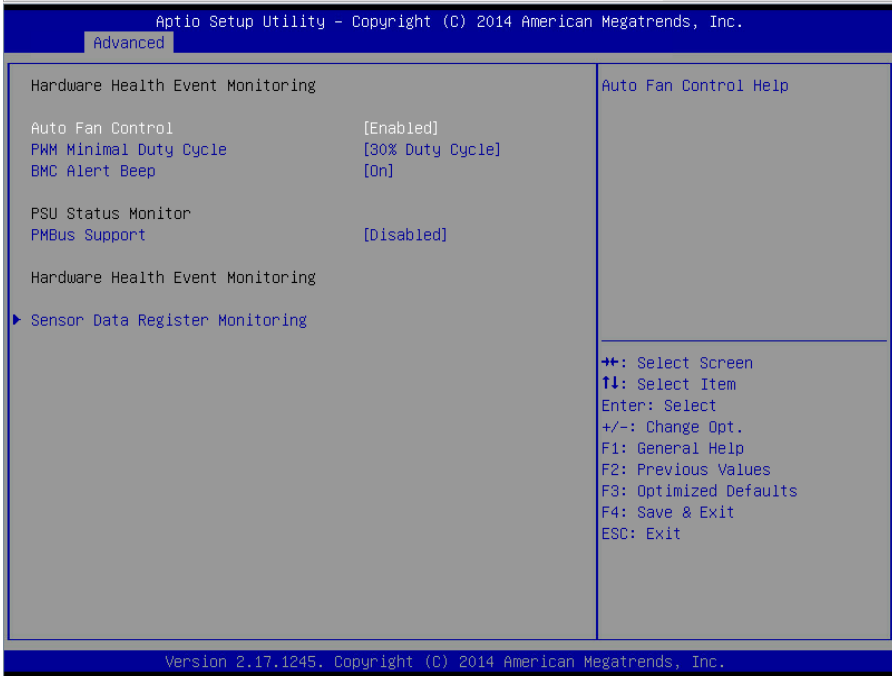 Aptio Setup Utility – Copyright (C) 2014 American Megatrends, Inc.
Advanced
Hardware Health Event Monitoring
Auto Fan Control [Enabled]
PWM Minimal Duty Cycle [30% Duty Cycle]
BMC Alert Beep [On]
PSU Status Monitor
PMBus Support [Disabled]
Hardware Health Event Monitoring
Sensor Data Register Monitoring
Auto Fan Control Help
→←: Select Screen
↑↓: Select Item
Enter: Select
+/-: Change Opt.
F1: General Help
F2: Previous Values
F3: Optimized Defaults
F4: Save & Exit
ESC: Exit
Version 2.17.1245. Copyright (C) 2014 American Megatrends, Inc.